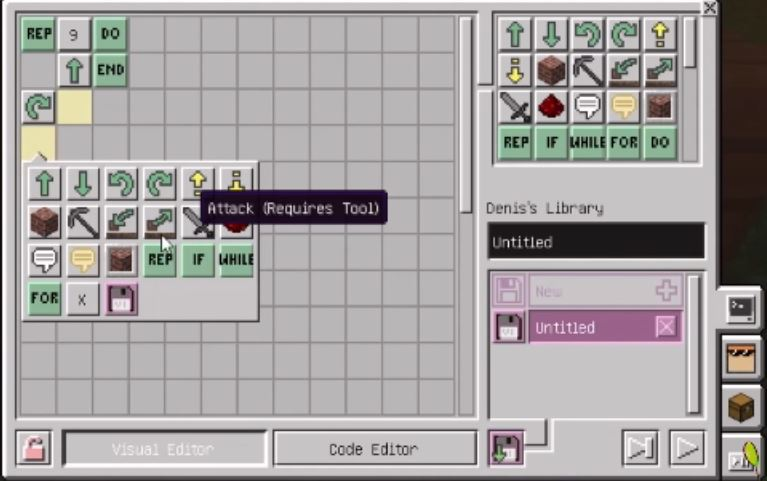 REP 9 DO
END
REP IF WHILE FOR DO
Attack (Requires Tool)
REP IF WHILE
FOR X
Denis's Library
Untitled
New
Untitled
Visual Editor
Code Editor